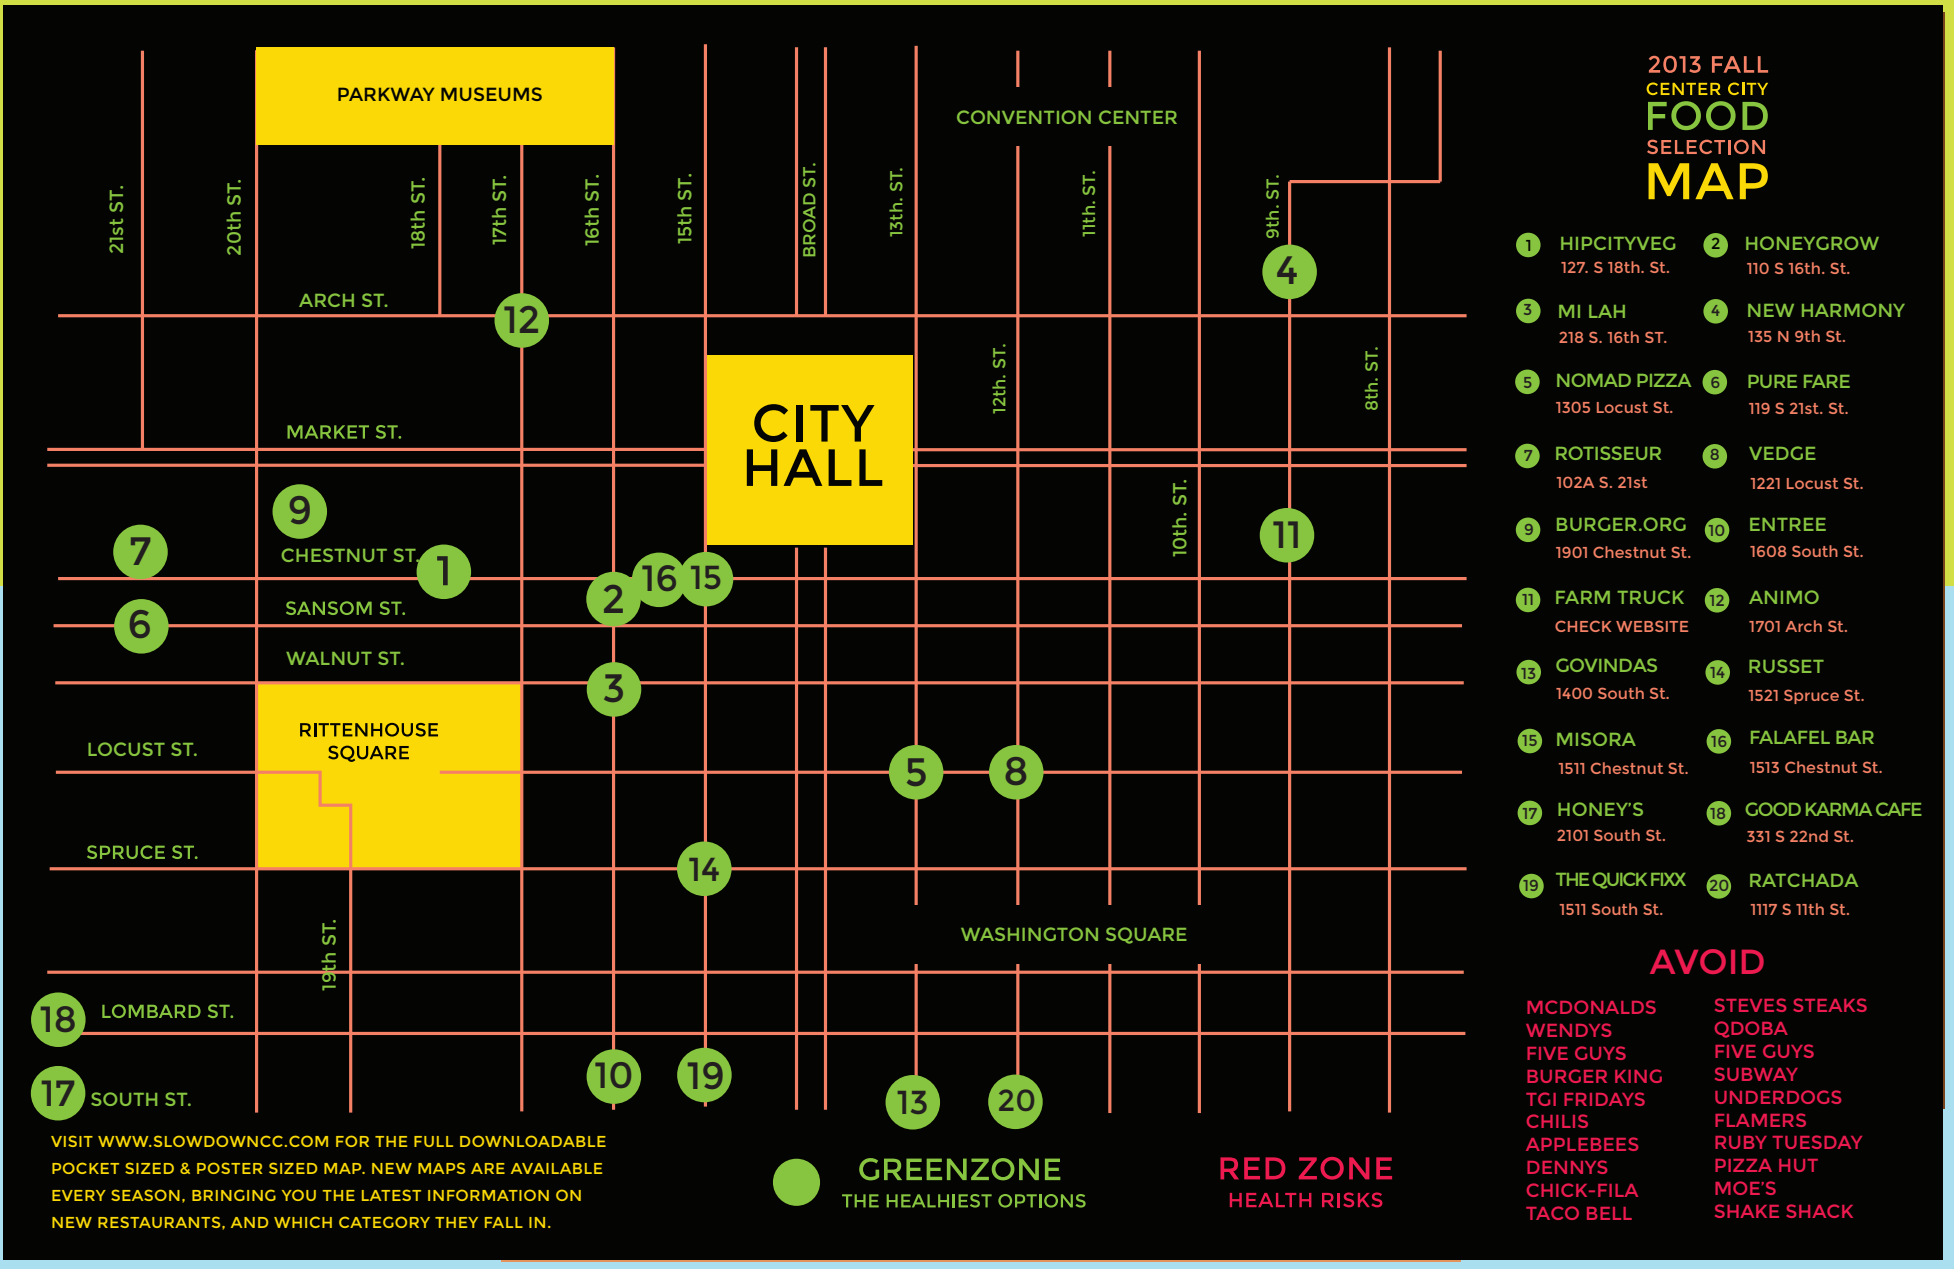 PARKWAY MUSEUMS
CONVENTION CENTER
21st ST.
20th ST.
18th ST.
17th ST.
16th ST.
15th ST.
BROAD ST.
13th. ST.
11th. ST.
9th. ST.
4
ARCH ST.
12
12th. ST.
8th. ST.
CITY
HALL
MARKET ST.
10th. ST.
9
7
CHESTNUT ST.
1
11
2
16
15
SANSOM ST.
6
WALNUT ST.
3
RITTENHOUSE
SQUARE
LOCUST ST.
5
8
SPRUCE ST.
14
19th ST.
WASHINGTON SQUARE
18
LOMBARD ST.
17
SOUTH ST.
10
19
13
20
VISIT WWW.SLOWDOWNCC.COM FOR THE FULL DOWNLOADABLE
POCKET SIZED & POSTER SIZED MAP. NEW MAPS ARE AVAILABLE
EVERY SEASON, BRINGING YOU THE LATEST INFORMATION ON
NEW RESTAURANTS, AND WHICH CATEGORY THEY FALL IN.
GREENZONE
THE HEALHIEST OPTIONS
RED ZONE
HEALTH RISKS
2013 FALL
CENTER CITY
FOOD
SELECTION
MAP
1 HIPCITYVEG
127. S 18th. St.
2 HONEYGROW
110 S 16th. St.
3 MI LAH
218 S. 16th ST.
4 NEW HARMONY
135 N 9th St.
5 NOMAD PIZZA
1305 Locust St.
6 PURE FARE
119 S 21st. St.
7 ROTISSEUR
102A S. 21st
8 VEDGE
1221 Locust St.
9 BURGER.ORG
1901 Chestnut St.
10 ENTREE
1608 South St.
11 FARM TRUCK
CHECK WEBSITE
12 ANIMO
1701 Arch St.
13 GOVINDAS
1400 South St.
14 RUSSET
1521 Spruce St.
15 MISORA
1511 Chestnut St.
16 FALAFEL BAR
1513 Chestnut St.
17 HONEY'S
2101 South St.
18 GOOD KARMA CAFE
331 S 22nd St.
19 THE QUICK FIXX
1511 South St.
20 RATCHADA
1117 S 11th St.
AVOID
MCDONALDS
WENDYS
FIVE GUYS
BURGER KING
TGI FRIDAYS
CHILIS
APPLEBEES
DENNYS
CHICK-FILA
TACO BELL
STEVES STEAKS
QDOBA
FIVE GUYS
SUBWAY
UNDERDOGS
FLAMERS
RUBY TUESDAY
PIZZA HUT
MOE'S
SHAKE SHACK